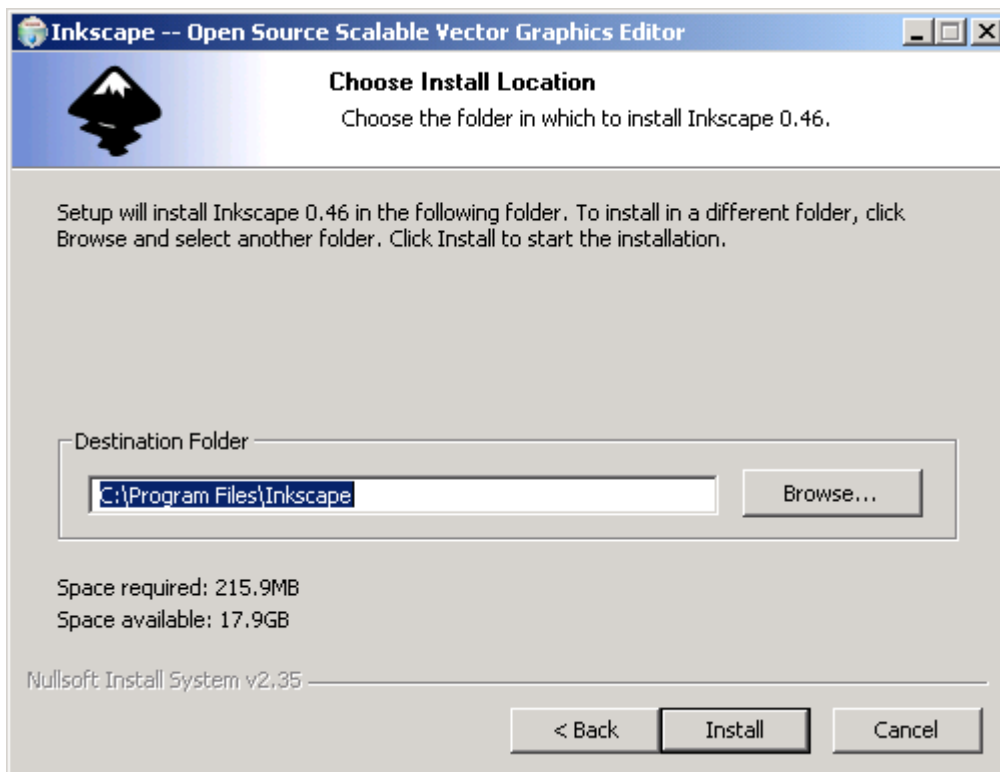 Inkscape -- Open Source Scalable Vector Graphics Editor
Choose Install Location
Choose the folder in which to install Inkscape 0.46.
Setup will install Inkscape 0.46 in the following folder. To install in a different folder, click
Browse and select another folder. Click Install to start the installation.
Destination Folder
C:\Program Files\Inkscape
Browse...
Space required: 215.9MB
Space available: 17.9GB
Nullsoft Install System v2.35
< Back
Install
Cancel